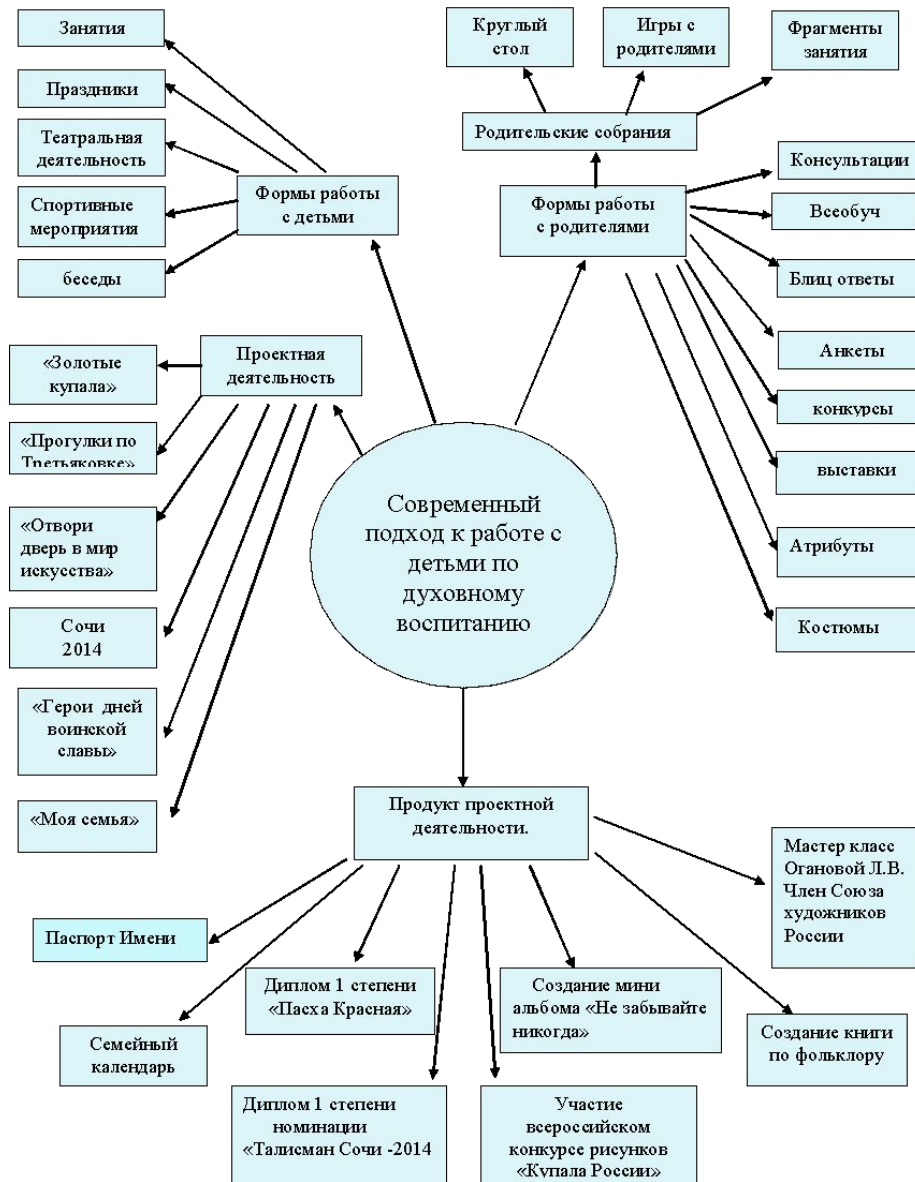 Занятия
Праздники
Театральная
деятельность
Спортивные
мероприятия
беседы
Формы работы
с детьми
Круглый
стол
Игры с
родителями
Фрагменты
занятия
Родительские собрания
Формы работы
с родителями
Консультации
Всеобуч
Блиц ответы
Анкеты
конкурсы
выставки
Атрибуты
Костюмы
Проектная
деятельность
«Золотые
купала»
«Прогулки по
Третьяковке»
«Отвори
дверь в мир
искусства»
Сочи
2014
«Герои дней
воинской
славы»
«Моя семья»
Современный
подход к работе с
детьми по
духовному
воспитанию
Продукт проектной
деятельности.
Мастер класс
Огановой Л.В.
Член Союза
художников
России
Паспорт Имени
Диплом 1 степени
«Пасха Красная»
Создание мини
альбома «Не забывайте
никогда»
Создание книги
по фольклору
Семейный
календарь
Диплом 1 степени
номинации
«Талисман Сочи -2014
Участие
всероссийском
конкурсе рисунков
«Купала России»